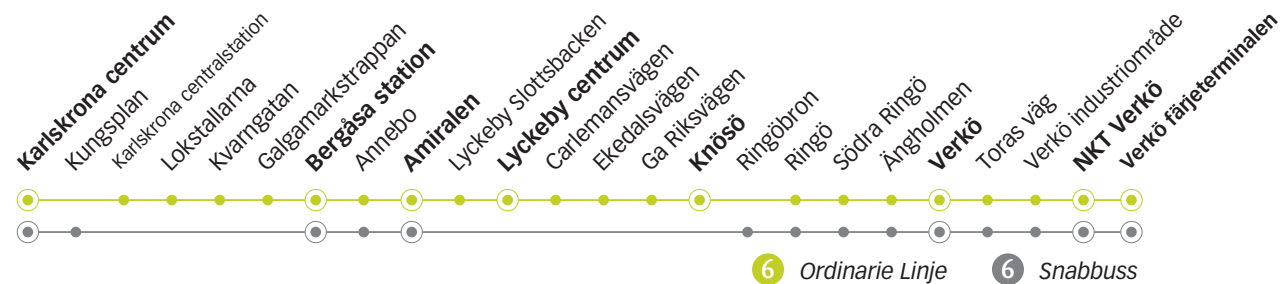 Karlskrona centrum
Kungsplan
Karlskrona centralstation
Lokstallarna
Kvarngatan
Galgamarkstrappan
Bergåsa station
Annebo
Amiralen
Lyckeby Slottsbacken
Lyckeby centrum
Carlemansvägen
Ekedalsvägen
Ga Riksvägen
Knösö
Ringöbron
Ringö
Södra Ringö
Ängholmen
Verkö
Toras väg
Verkö industriområde
NKT Verkö
Verkö färjeterminalen
6 Ordinarie Linje 6 Snabbuss